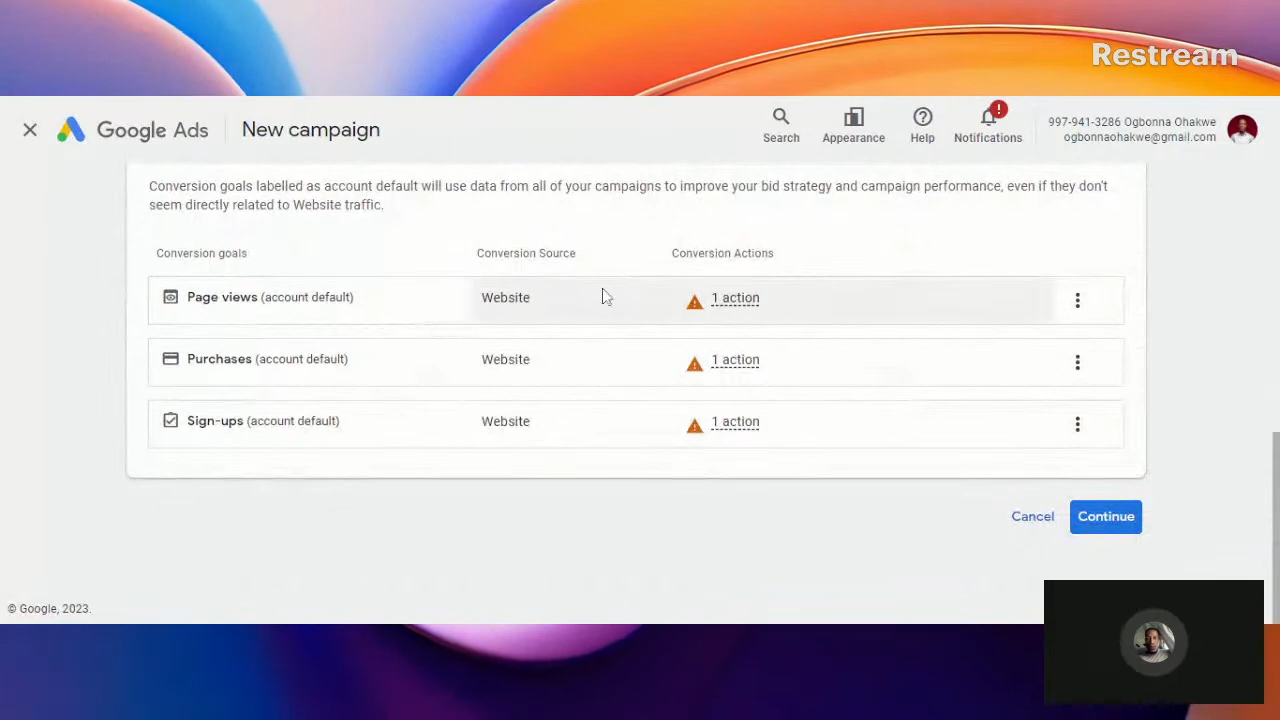 Restream
Google Ads
New campaign
Search
Appearance
Help
!
Notifications
997-941-3286 Ogbonna Ohakwe
ogbonnaohakwe@gmail.com
Conversion goals labelled as account default will use data from all of your campaigns to improve your bid strategy and campaign performance, even if they don't
seem directly related to Website traffic.
Conversion goals
Conversion Source
Conversion Actions
Page views (account default)
Website
1 action
Purchases (account default)
Website
1 action
Sign-ups (account default)
Website
1 action
Cancel
Continue
© Google, 2023.